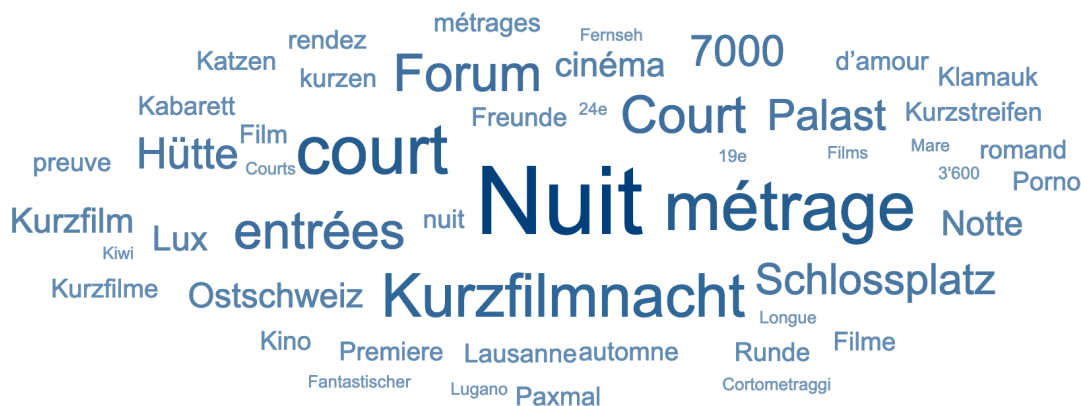 métrages
Fernseh
rendez
7000
cinéma
Katzen
d’amour
Forum
kurzen
Klamauk
Kabarett
Freunde
24e
Court
Palast
Kurzstreifen
Film
court
Hütte
19e
Films
Mare
romand
preuve
Courts
3'600
Porno
Nuit
métrage
Kurzfilm
nuit
Notte
entrées
Lux
Kiwi
Schlossplatz
Kurzfilme
Ostschweiz
Kurzfilmnacht
Longue
Kino
Filme
Premiere
Lausanne
automne
Runde
Fantastischer
Lugano
Paxmal
Cortometraggi